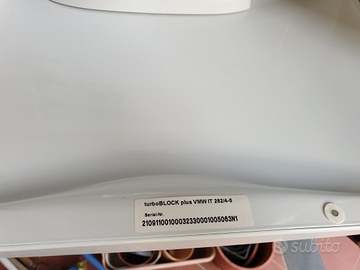 turboBLOCK plus VMW IT 282/4-5
Serial-Nr.
21091100100032330001005063N1
subito